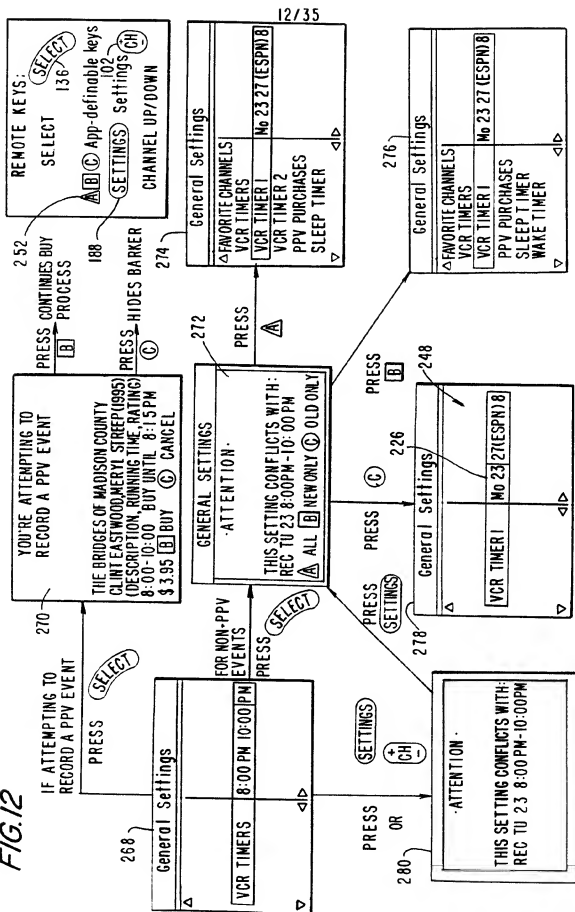 12/35
FIG.12
IF ATTEMPTING TO
RECORD A PPV EVENT
PRESS SELECT
270
YOU'RE ATTEMPTING TO
RECORD A PPV EVENT
THE BRIDGES OF MADISON COUNTY
CLINT EASTWOOD,MERYL STREEP(1995)
(DESCRIPTION, RUNNING TIME, RATING)
8:00-10:00 BUY UNTIL 8:15PM
$3.95 B BUY C CANCEL
PRESS CONTINUES BUY
B PROCESS
PRESS HIDES BARKER
C
252
188
REMOTE KEYS:
SELECT SELECT
136
A B C App-definable keys
102
SETTINGS Settings
CHANNEL UP/DOWN + CH -
268
General Settings
VCR TIMERS 8:00 PM 10:00 PM
FOR NON-PPV
EVENTS
PRESS SELECT
272
GENERAL SETTINGS
·ATTENTION·
THIS SETTING CONFLICTS WITH:
REC TU 23 8:00PM-10:00PM
A ALL B NEW ONLY C OLD ONLY
PRESS
A
274
General Settings
FAVORITE CHANNELS
VCR TIMERS
VCR TIMER 1 Mo 23 27 (ESPN) 8
VCR TIMER 2
PPV PURCHASES
SLEEP TIMER
PRESS SETTINGS
OR + CH -
280
·ATTENTION·
THIS SETTING CONFLICTS WITH:
REC TU 23 8:00 PM-10:00PM
PRESS
SETTINGS
PRESS C
PRESS B
278
226
248
General Settings
VCR TIMER 1 Mo 23 27(ESPN) 8
276
General Settings
FAVORITE CHANNELS
VCR TIMERS
VCR TIMER 1 Mo 23 27 (ESPN) 8
PPV PURCHASES
SLEEP TIMER
WAKE TIMER